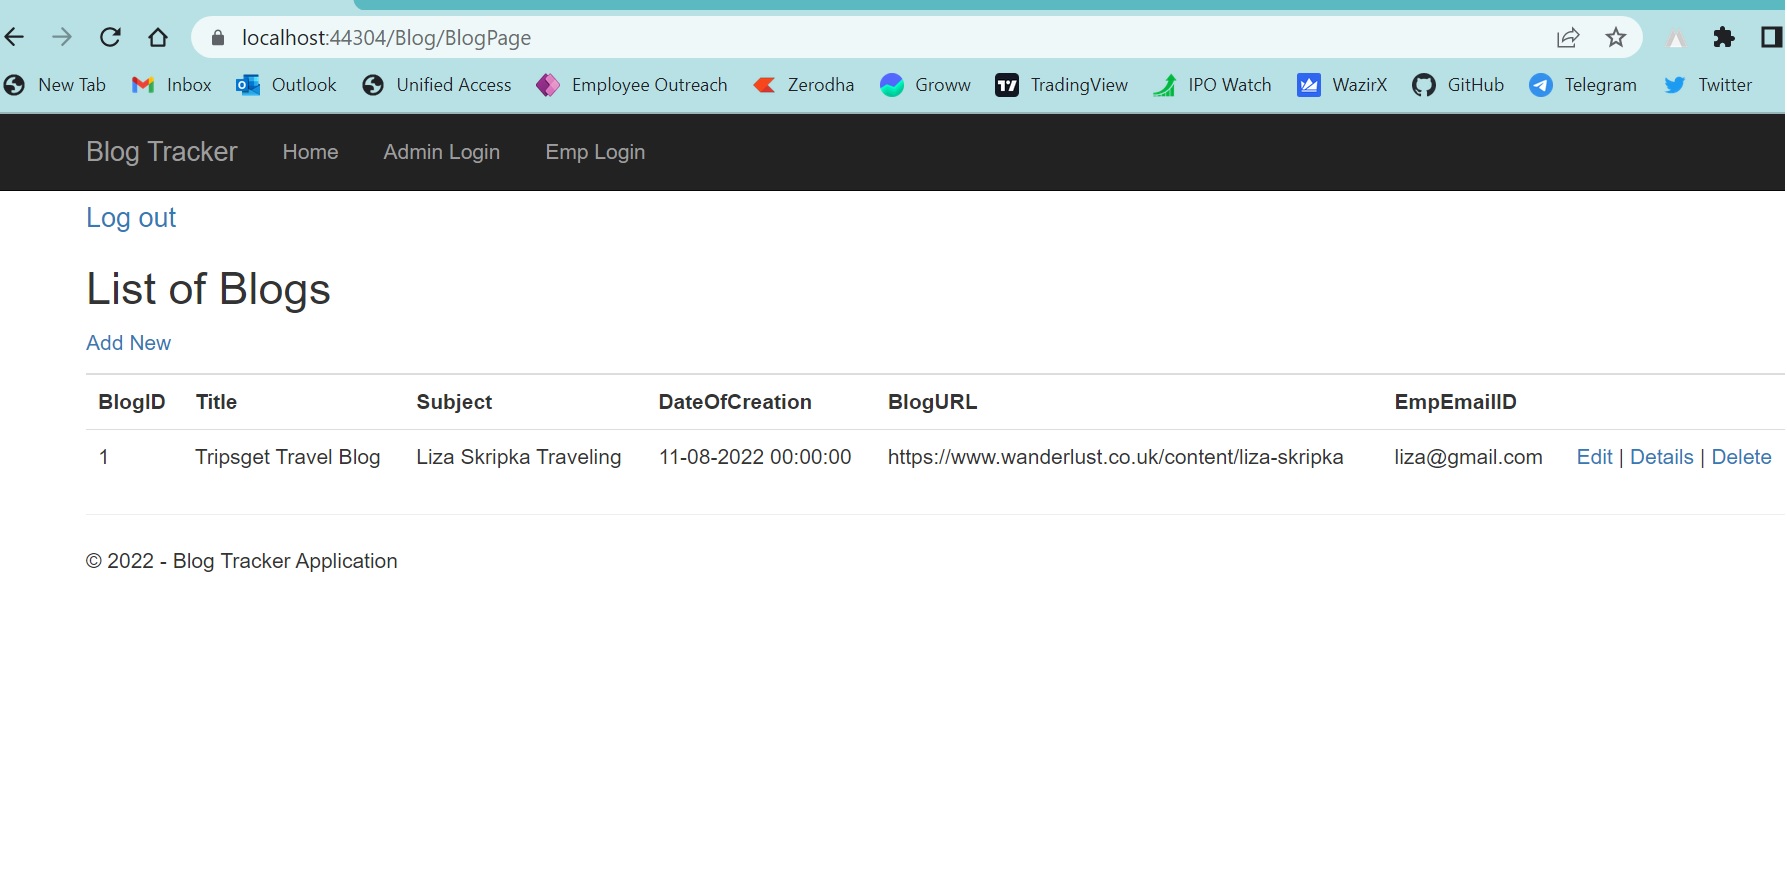 localhost:44304/Blog/BlogPage
New Tab Inbox Outlook Unified Access Employee Outreach Zerodha Groww TradingView IPO Watch WazirX GitHub Telegram Twitter
Blog Tracker Home Admin Login Emp Login
Log out
List of Blogs
Add New
BlogID Title Subject DateOfCreation BlogURL EmpEmailID
1 Tripsget Travel Blog Liza Skripka Traveling 11-08-2022 00:00:00 https://www.wanderlust.co.uk/content/liza-skripka liza@gmail.com Edit | Details | Delete
© 2022 - Blog Tracker Application